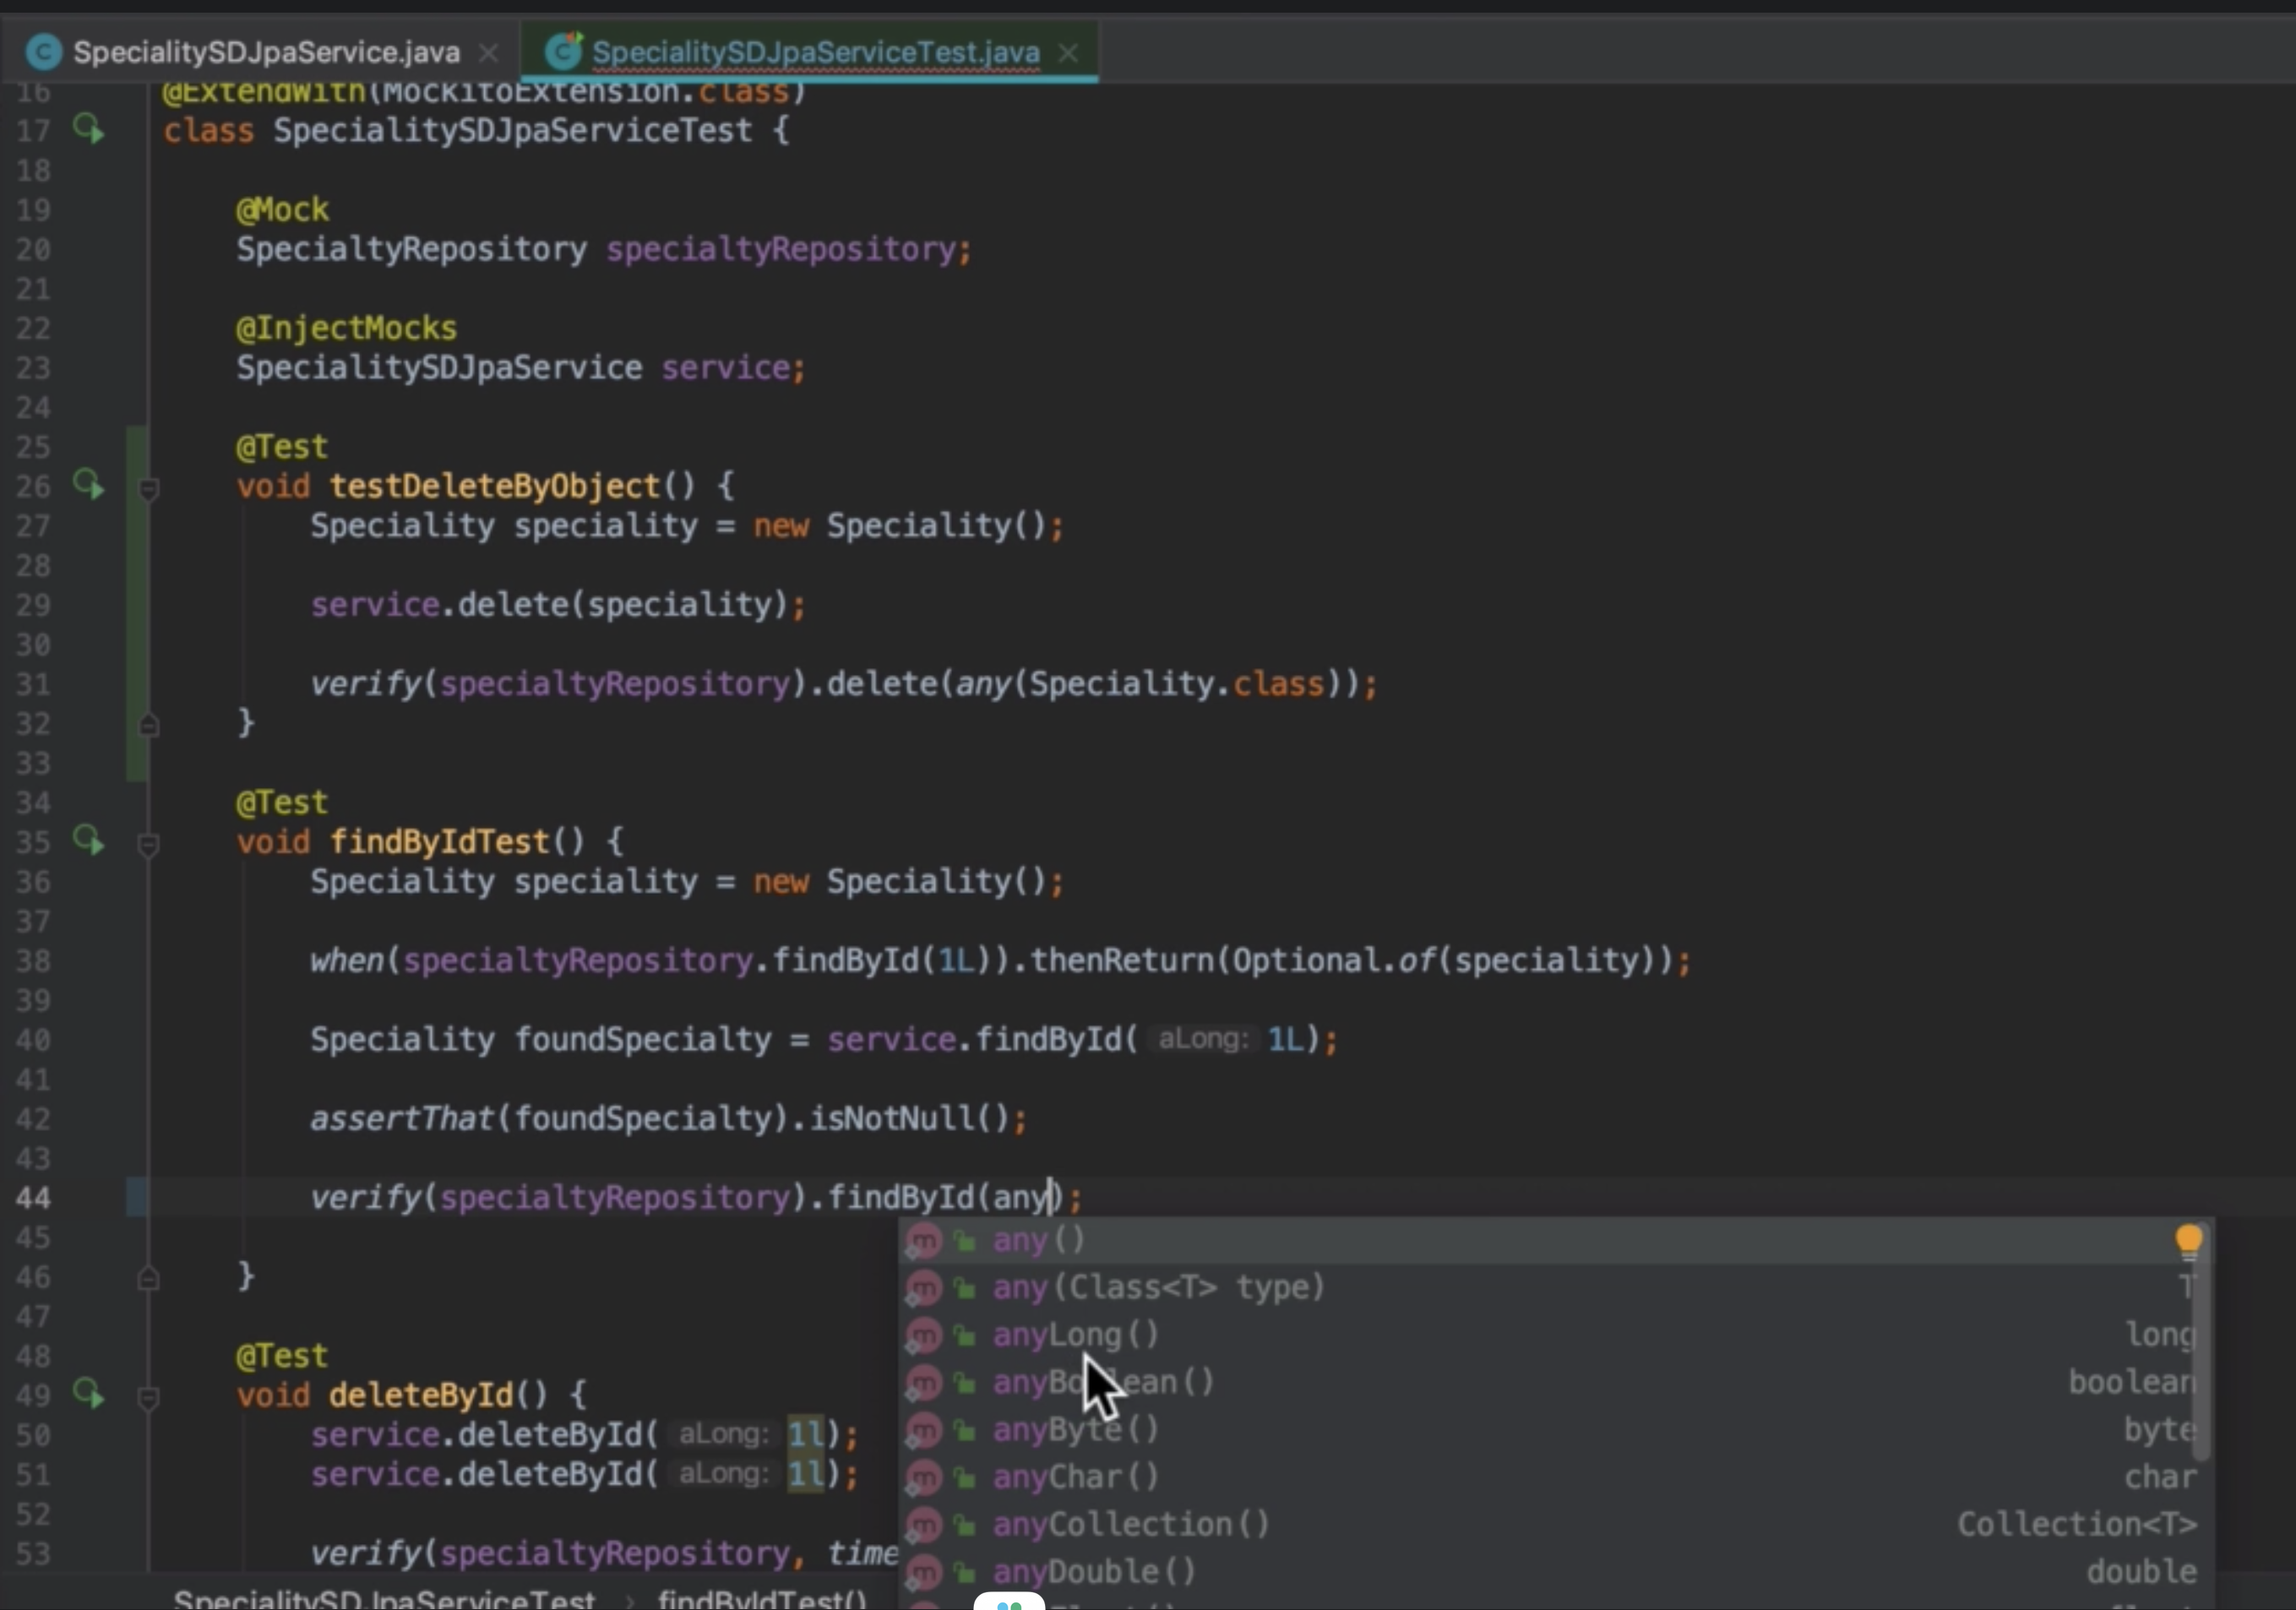 SpecialitySDJpaService.java SpecialitySDJpaServiceTest.java
16 @ExtendWith(MockitoExtension.class)
17 class SpecialitySDJpaServiceTest {
18
19 @Mock
20 SpecialtyRepository specialtyRepository;
21
22 @InjectMocks
23 SpecialitySDJpaService service;
24
25 @Test
26 void testDeleteByObject() {
27 Speciality speciality = new Speciality();
28
29 service.delete(speciality);
30
31 verify(specialtyRepository).delete(any(Speciality.class));
32 }
33
34 @Test
35 void findByIdTest() {
36 Speciality speciality = new Speciality();
37
38 when(specialtyRepository.findById(1L)).thenReturn(Optional.of(speciality));
39
40 Speciality foundSpecialty = service.findById( aLong: 1L);
41
42 assertThat(foundSpecialty).isNotNull();
43
44 verify(specialtyRepository).findById(any);
45
46 }
47
48 @Test
49 void deleteById() {
50 service.deleteById( aLong: 1l);
51 service.deleteById( aLong: 1l);
52
53 verify(specialtyRepository, time
any()
any(Class<T> type) T
anyLong() long
anyBoolean() boolean
anyByte() byte
anyChar() char
anyCollection() Collection<T>
anyDouble() double
SpecialitySDJpaServiceTest > findByIdTest()